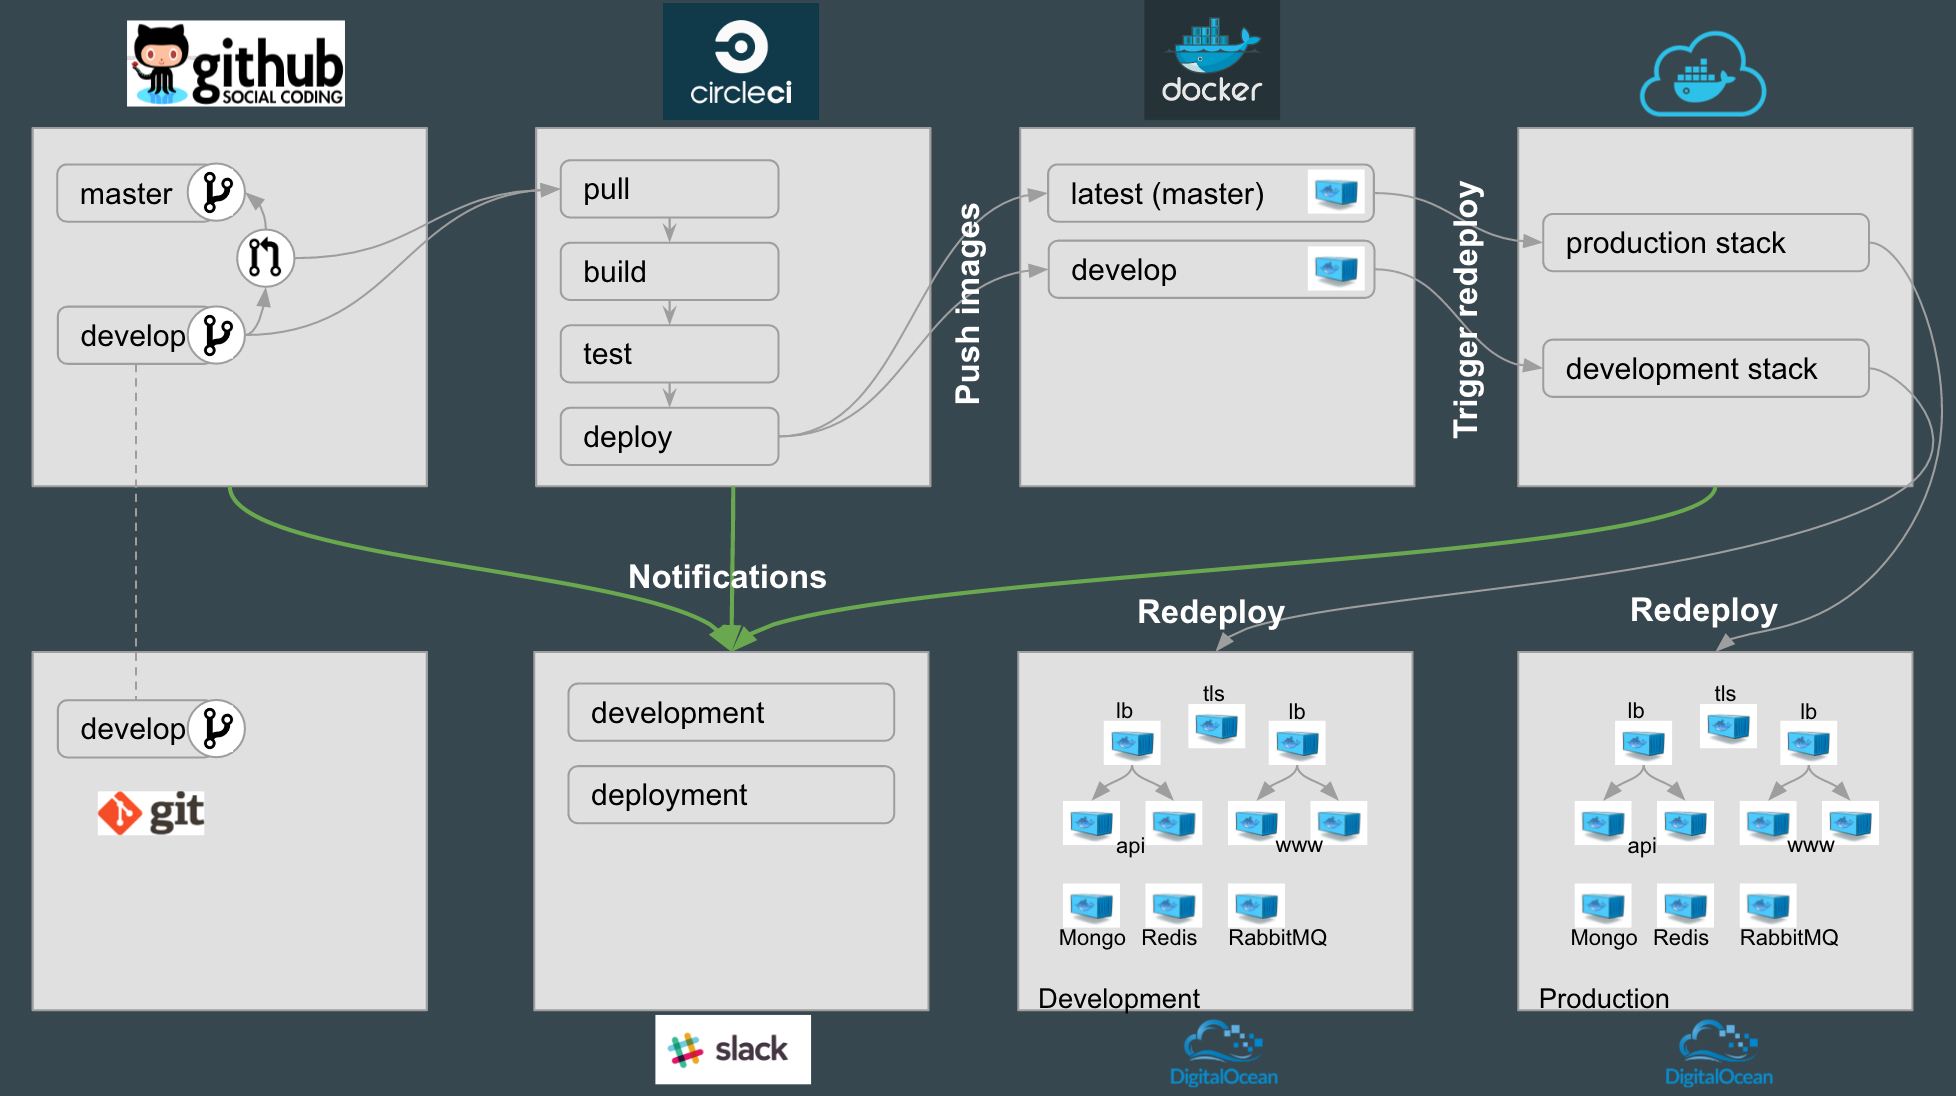 github
SOCIAL CODING
circleci
docker
master
develop
pull
build
test
deploy
Push images
latest (master)
develop
Trigger redeploy
production stack
development stack
Notifications
Redeploy
Redeploy
develop
git
development
deployment
slack
tls
lb
lb
api
www
Mongo
Redis
RabbitMQ
Development
DigitalOcean
tls
lb
lb
api
www
Mongo
Redis
RabbitMQ
Production
DigitalOcean